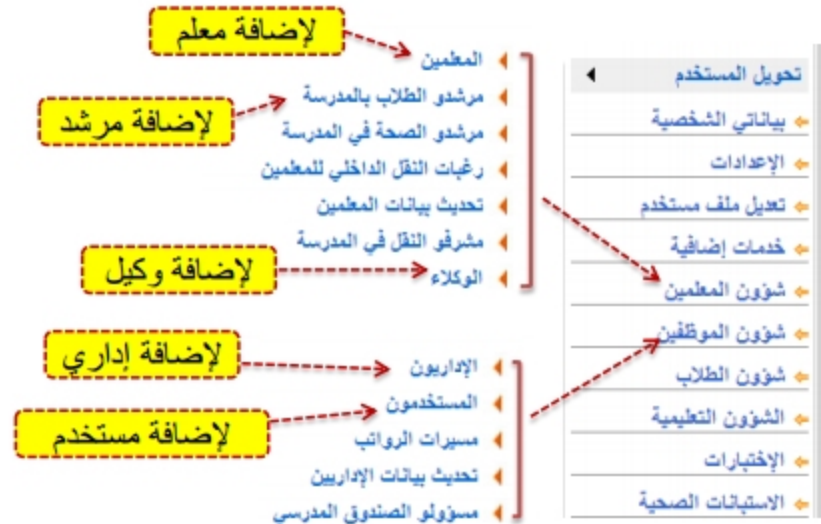 تحويل المستخدم
بياناتي الشخصية
الإعدادات
تعديل ملف مستخدم
خدمات إضافية
شؤون المعلمين
شؤون الموظفين
شؤون الطلاب
الشؤون التعليمية
الإختبارات
الاستبانات الصحية
المعلمين
مرشدو الطلاب بالمدرسة
مرشدو الصحة في المدرسة
رغبات النقل الداخلي للمعلمين
تحديث بيانات المعلمين
مشرفو النقل في المدرسة
الوكلاء
الإداريون
المستخدمون
مسيرات الرواتب
تحديث بيانات الإداريين
مسؤولو الصندوق المدرسي
لإضافة معلم
لإضافة مرشد
لإضافة وكيل
لإضافة إداري
لإضافة مستخدم